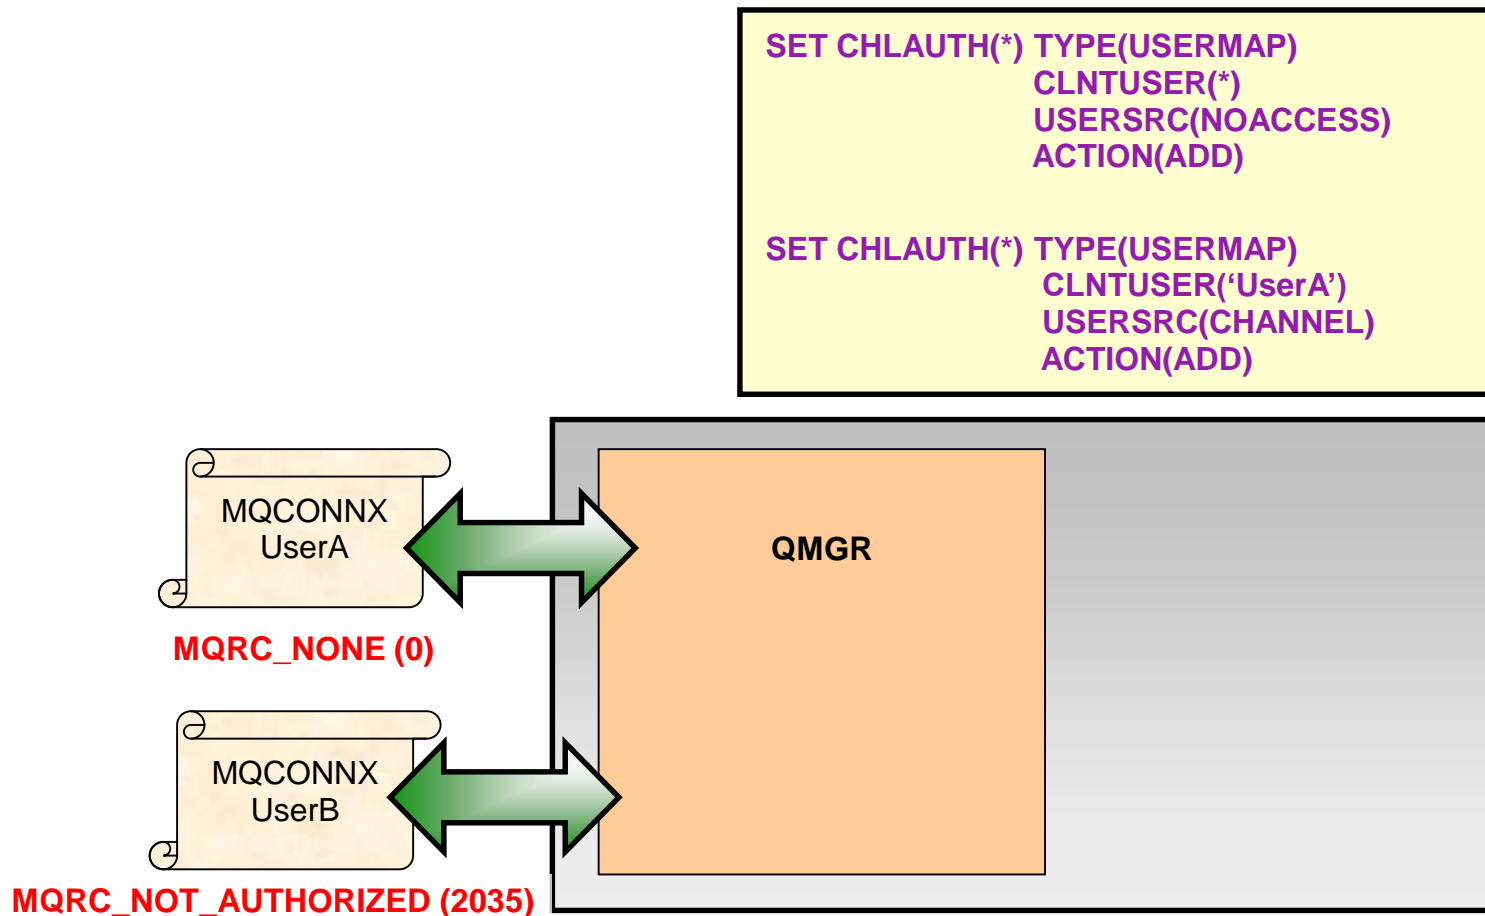 SET CHLAUTH(*) TYPE(USERMAP)
CLNTUSER(*)
USERSRC(NOACCESS)
ACTION(ADD)
SET CHLAUTH(*) TYPE(USERMAP)
CLNTUSER(‘UserA’)
USERSRC(CHANNEL)
ACTION(ADD)
MQCONNX
UserA
QMGR
MQRC_NONE (0)
MQCONNX
UserB
MQRC_NOT_AUTHORIZED (2035)